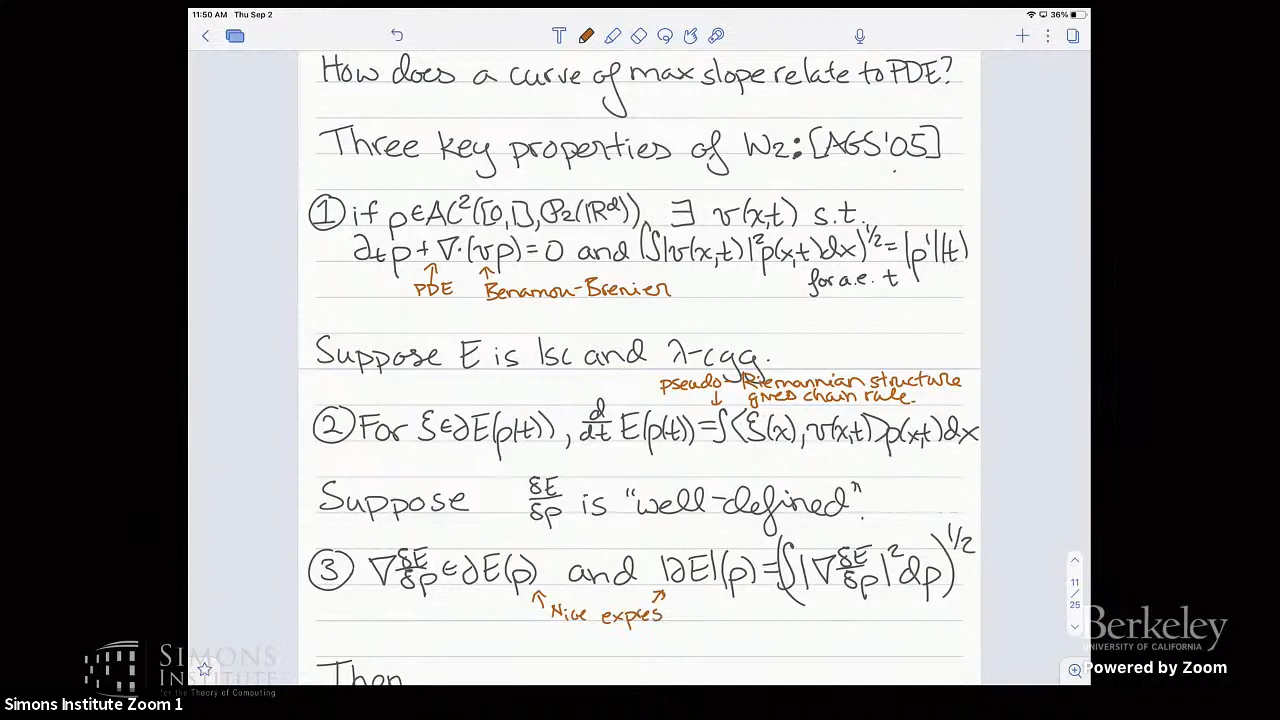 11:50 AM Thu Sep 2
36%
How does a curve of max slope relate to PDE?
Three key properties of W₂: [AGS'05]
① if ρ∈AC²([0,1],P₂(ℝᵈ)), ∃ v(x,t) s.t.
∂ₜρ + ∇·(vρ) = 0 and (∫|v(x,t)|²ρ(x,t)dx)^{1/2} = |ρ'|(t)
for a.e. t
PDE Benamou-Brenier
Suppose E is lsc and λ-cgg.
pseudo-Riemannian structure
gives chain rule.
② For ξ∈∂E(ρ(t)), d/dt E(ρ(t)) = ∫⟨ξ(x), v(x,t)⟩ρ(x,t)dx
Suppose δE/δρ is "well-defined".
③ ∇ δE/δρ ∈ ∂E(ρ) and |∂E|(ρ) = (∫|∇ δE/δρ|² dρ)^{1/2}
Nice expres
Then
11
25
Berkeley
UNIVERSITY OF CALIFORNIA
SIMONS
INSTITUTE
for the Theory of Computing
Powered by Zoom
Simons Institute Zoom 1